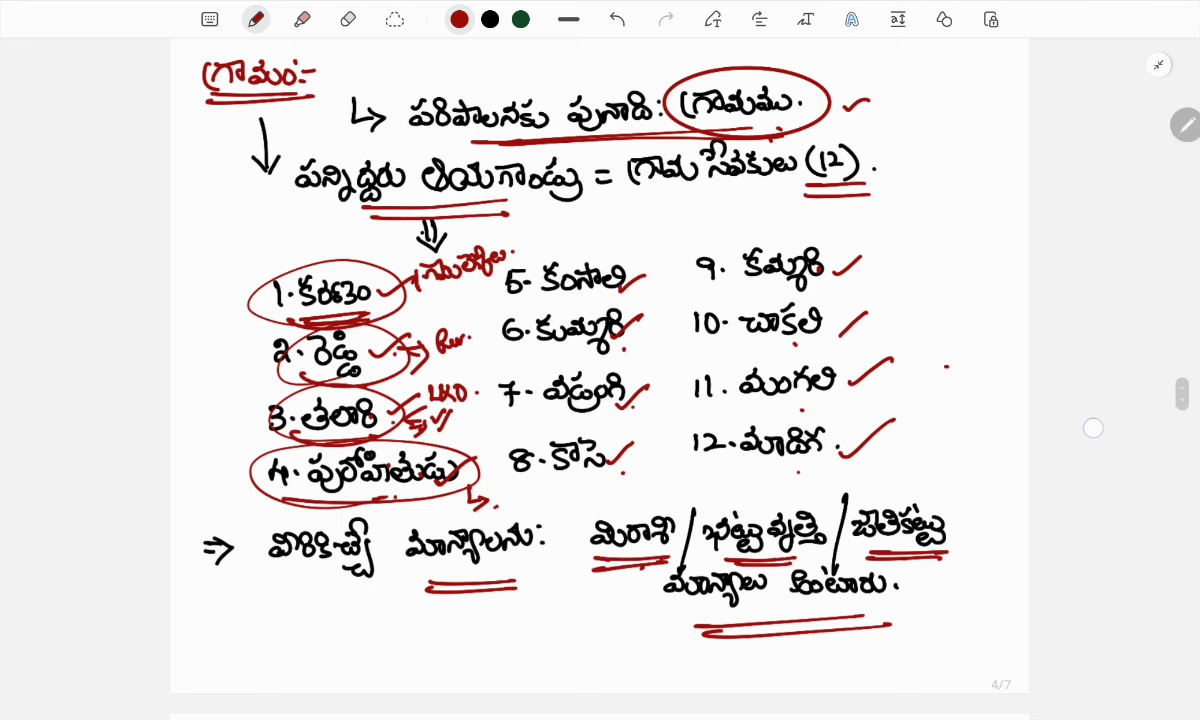 గ్రామం:-
↳ పరిపాలనకు పునాది: గ్రామము.
పన్నిద్దరు ఆయగాండ్రు = గ్రామ సేవకులు (12).
1. కరణం
2. రెడ్డి → Rev.
3. తలారి
4. పురోహితుడు
5. కంసాలి
6. కుమ్మరి
7. వడ్రంగి
8. కాసె
9. కమ్మరి
10. చాకలి
11. మంగలి
12. మాదిగ.
⇒ వీరికిచ్చే మాన్యాలను: మిరాశి / భట్టవృత్తి / జాతికట్టు
మాన్యాలు అంటారు.
4/7